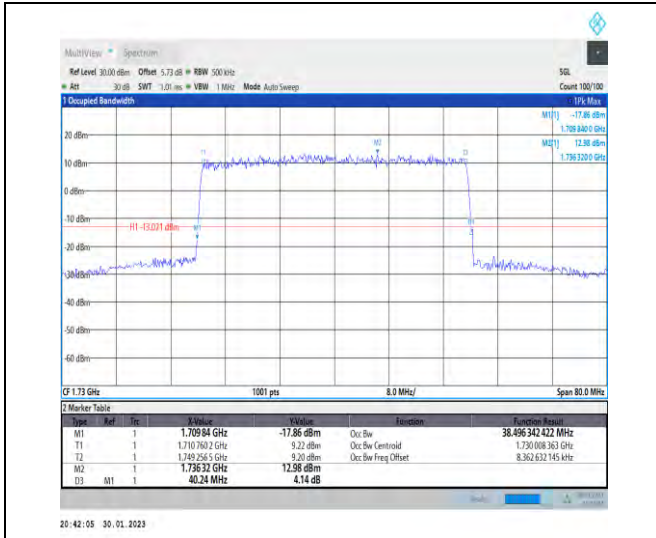 MultiView Spectrum
Ref Level 30.00 dBm Offset 5.73 dB RBW 500 kHz SGL
Att 30 dB SWT 1.01 ms VBW 1 MHz Mode Auto Sweep Count 100/100
1 Occupied Bandwidth 1Pk Max
M1[1] -17.86 dBm
1.709 840 0 GHz
M2[1] 12.98 dBm
1.736 320 0 GHz
20 dBm
M2
T1
10 dBm
0 dBm
-10 dBm
H1 -13.021 dBm
M1
-20 dBm
-30 dBm
-40 dBm
-50 dBm
-60 dBm
CF 1.73 GHz 1001 pts 8.0 MHz/ Span 80.0 MHz
2 Marker Table
Type Ref Trc X-Value Y-Value Function Function Result
M1 1 1.709 84 GHz -17.86 dBm Occ Bw 38.496 342 422 MHz
T1 1 1.710 760 2 GHz 9.22 dBm Occ Bw Centroid 1.730 008 363 GHz
T2 1 1.749 256 5 GHz 9.20 dBm Occ Bw Freq Offset 8.362 632 145 kHz
M2 1 1.736 32 GHz 12.98 dBm
D3 M1 1 40.24 MHz 4.14 dB
20:42:05 30.01.2023